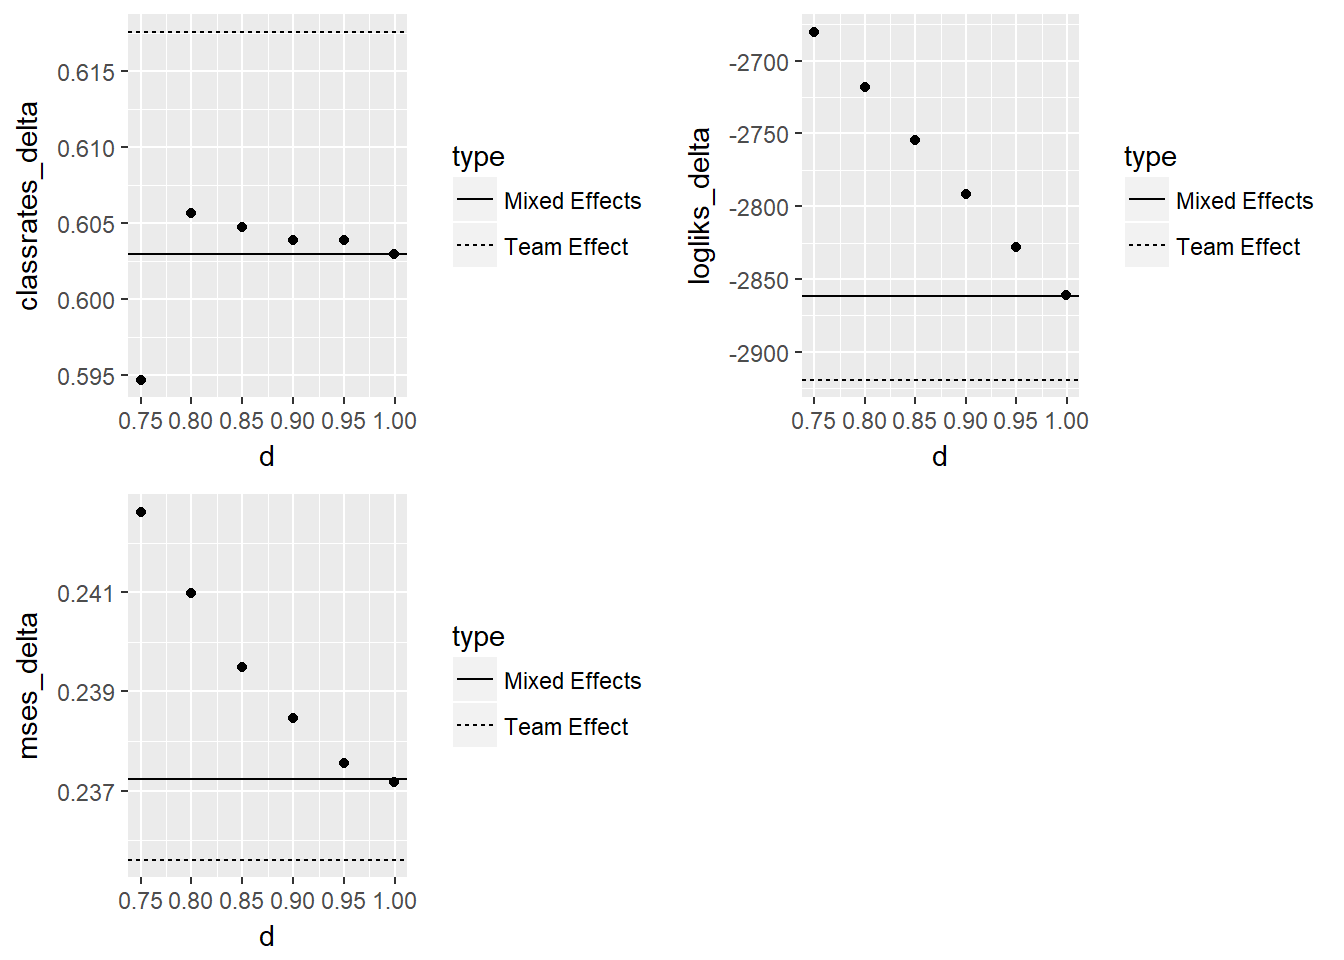 classrates_delta
0.615
0.610
0.605
0.600
0.595
0.75 0.80 0.85 0.90 0.95 1.00
d
type
Mixed Effects
Team Effect
logliks_delta
-2700
-2750
-2800
-2850
-2900
0.75 0.80 0.85 0.90 0.95 1.00
d
type
Mixed Effects
Team Effect
mses_delta
0.241
0.239
0.237
0.75 0.80 0.85 0.90 0.95 1.00
d
type
Mixed Effects
Team Effect